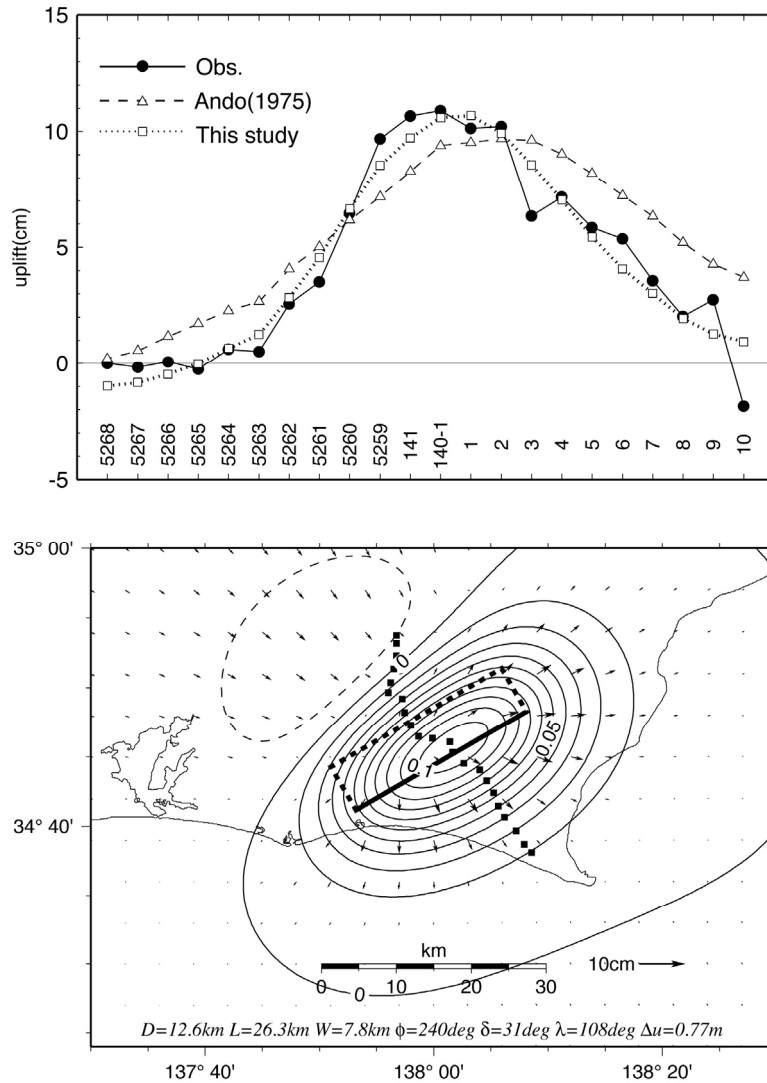 15
Obs.
Ando(1975)
This study
10
uplift(cm)
5
0
5268 5267 5266 5265 5264 5263 5262 5261 5260 5259 141 140-1 1 2 3 4 5 6 7 8 9 10
-5
35° 00'
0
0.05
0.1
34° 40'
km
10cm
0 10 20 30
0
D=12.6km L=26.3km W=7.8km ϕ=240deg δ=31deg λ=108deg Δu=0.77m
137° 40' 138° 00' 138° 20'